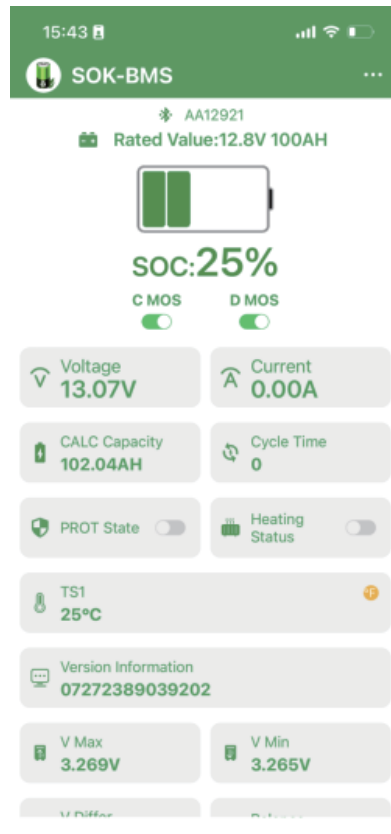 15:43
SOK-BMS
AA12921
Rated Value:12.8V 100AH
SOC:25%
C MOS D MOS
Voltage
13.07V
Current
0.00A
CALC Capacity
102.04AH
Cycle Time
0
PROT State
Heating
Status
TS1
25°C
°F
Version Information
07272389039202
V Max
3.269V
V Min
3.265V
V Differ